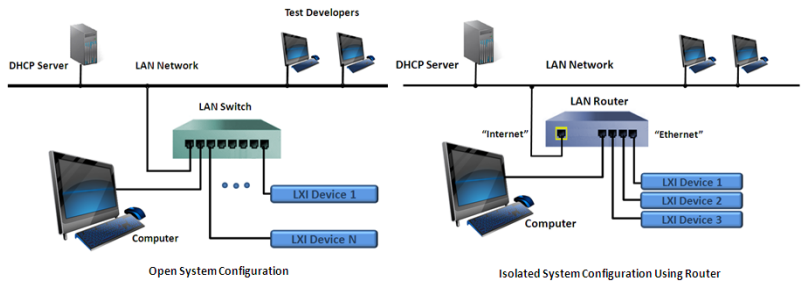 Test Developers
DHCP Server
LAN Network
LAN Switch
LXI Device 1
Computer
LXI Device N
Open System Configuration
DHCP Server
LAN Network
LAN Router
“Internet”
“Ethernet”
LXI Device 1
LXI Device 2
LXI Device 3
Computer
Isolated System Configuration Using Router